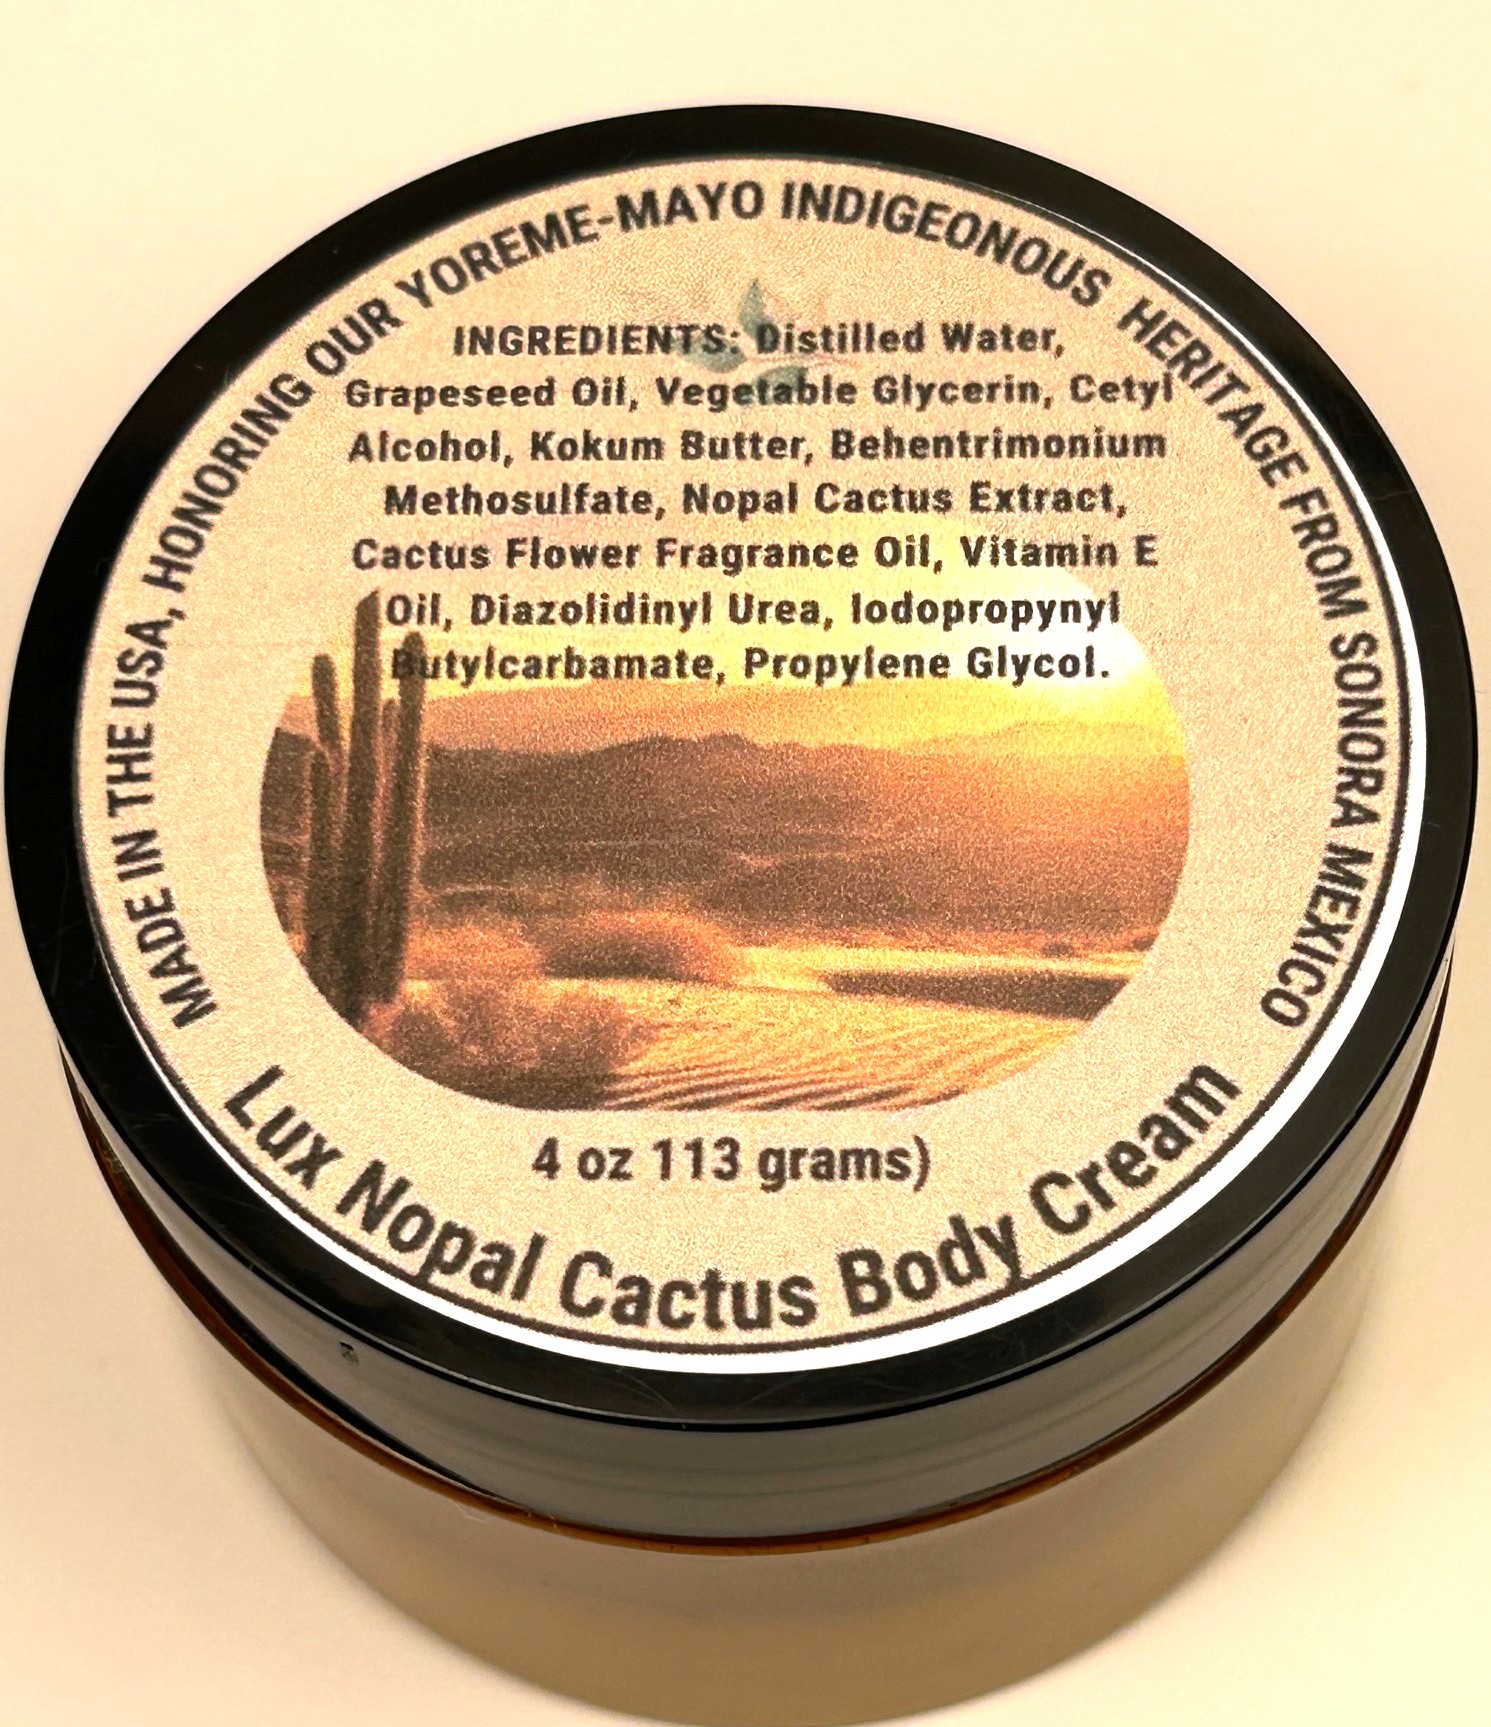 MADE IN THE USA, HONORING OUR YOREME-MAYO INDIGEONOUS HERITAGE FROM SONORA MEXICO
INGREDIENTS: Distilled Water,
Grapeseed Oil, Vegetable Glycerin, Cetyl
Alcohol, Kokum Butter, Behentrimonium
Methosulfate, Nopal Cactus Extract,
Cactus Flower Fragrance Oil, Vitamin E
Oil, Diazolidinyl Urea, Iodopropynyl
Butylcarbamate, Propylene Glycol.
4 oz 113 grams)
Lux Nopal Cactus Body Cream